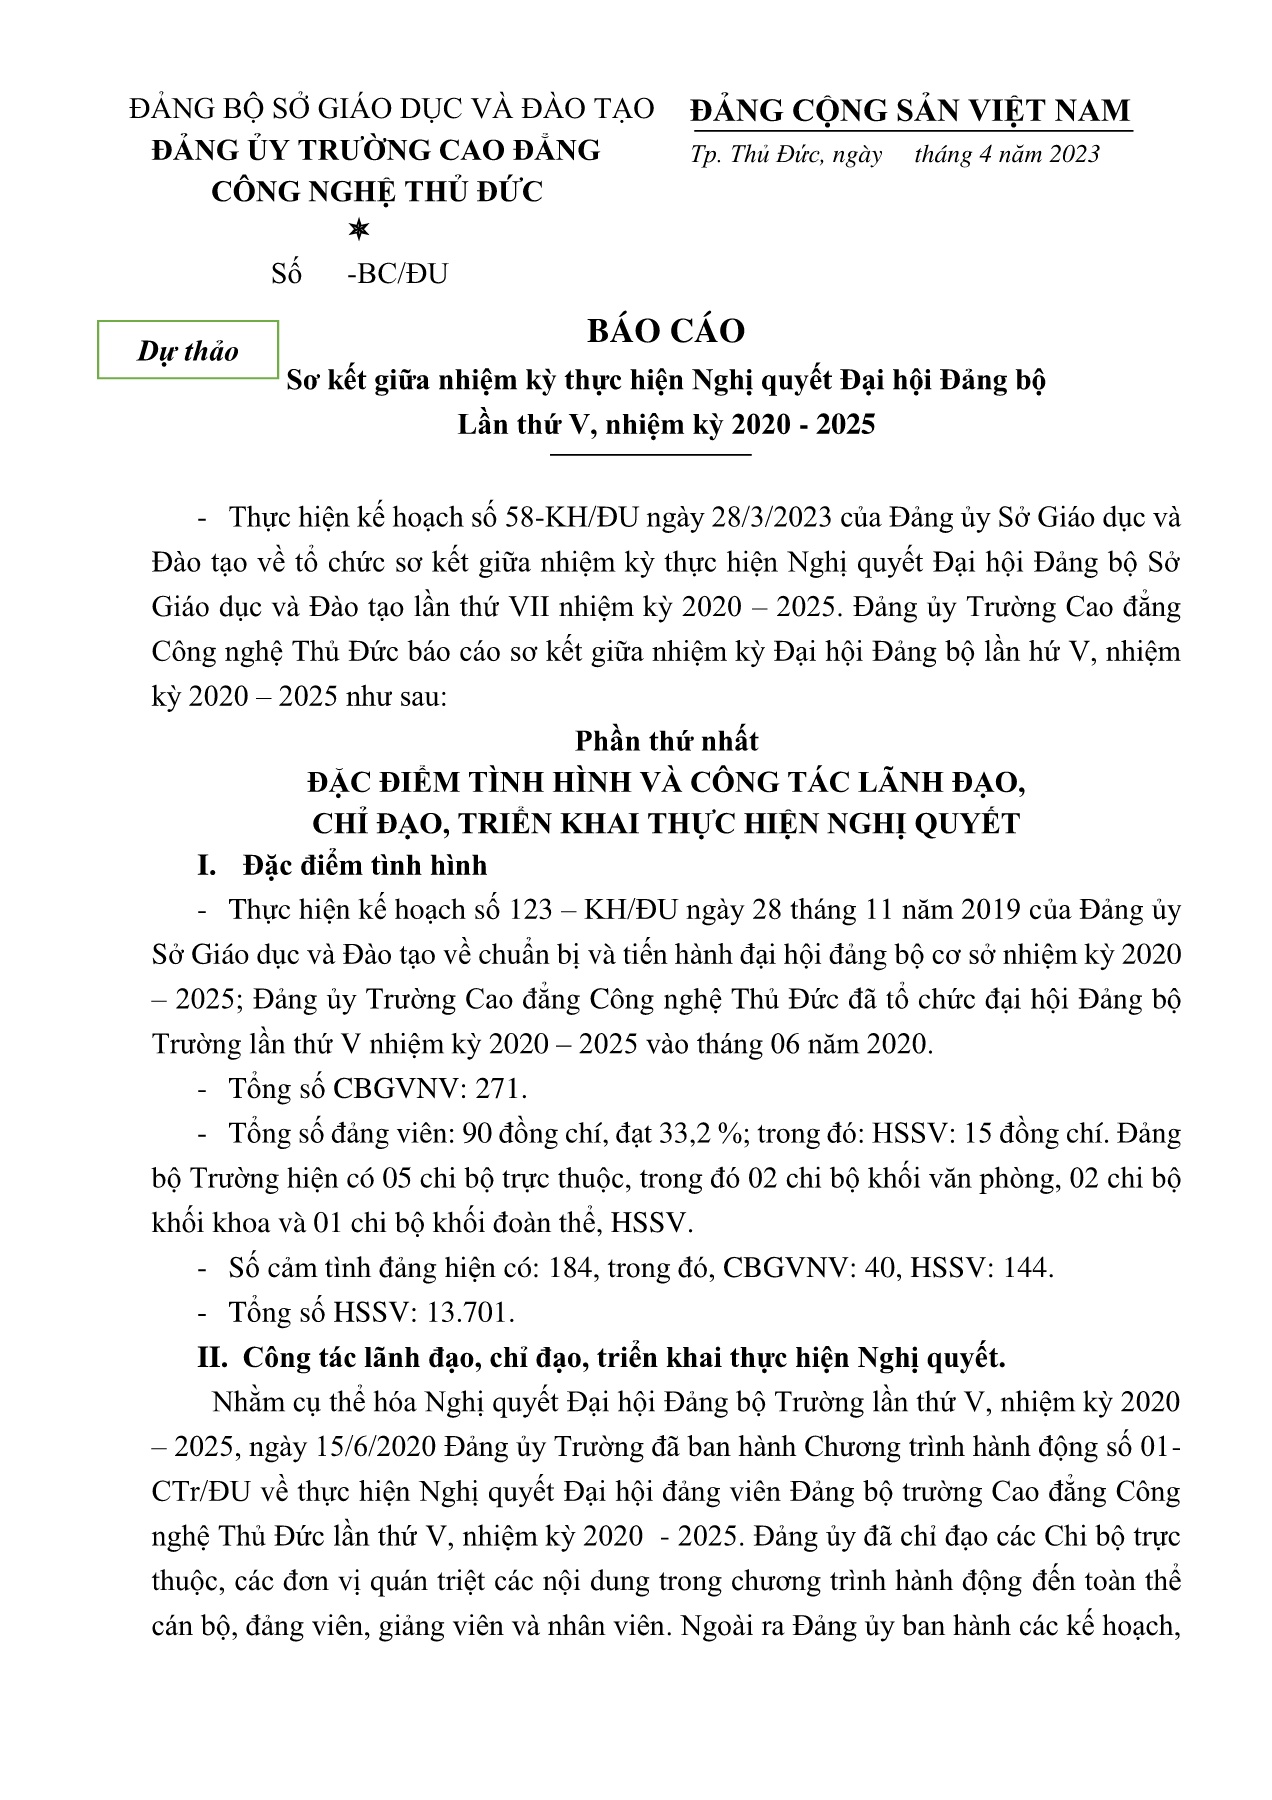 ĐẢNG BỘ SỞ GIÁO DỤC VÀ ĐÀO TẠO
ĐẢNG ỦY TRƯỜNG CAO ĐẲNG
CÔNG NGHỆ THỦ ĐỨC
✶
Số -BC/ĐU
ĐẢNG CỘNG SẢN VIỆT NAM
Tp. Thủ Đức, ngày tháng 4 năm 2023
Dự thảo
BÁO CÁO
Sơ kết giữa nhiệm kỳ thực hiện Nghị quyết Đại hội Đảng bộ
Lần thứ V, nhiệm kỳ 2020 - 2025
- Thực hiện kế hoạch số 58-KH/ĐU ngày 28/3/2023 của Đảng ủy Sở Giáo dục và
Đào tạo về tổ chức sơ kết giữa nhiệm kỳ thực hiện Nghị quyết Đại hội Đảng bộ Sở
Giáo dục và Đào tạo lần thứ VII nhiệm kỳ 2020 – 2025. Đảng ủy Trường Cao đẳng
Công nghệ Thủ Đức báo cáo sơ kết giữa nhiệm kỳ Đại hội Đảng bộ lần hứ V, nhiệm
kỳ 2020 – 2025 như sau:
Phần thứ nhất
ĐẶC ĐIỂM TÌNH HÌNH VÀ CÔNG TÁC LÃNH ĐẠO,
CHỈ ĐẠO, TRIỂN KHAI THỰC HIỆN NGHỊ QUYẾT
I. Đặc điểm tình hình
- Thực hiện kế hoạch số 123 – KH/ĐU ngày 28 tháng 11 năm 2019 của Đảng ủy
Sở Giáo dục và Đào tạo về chuẩn bị và tiến hành đại hội đảng bộ cơ sở nhiệm kỳ 2020
– 2025; Đảng ủy Trường Cao đẳng Công nghệ Thủ Đức đã tổ chức đại hội Đảng bộ
Trường lần thứ V nhiệm kỳ 2020 – 2025 vào tháng 06 năm 2020.
- Tổng số CBGVNV: 271.
- Tổng số đảng viên: 90 đồng chí, đạt 33,2 %; trong đó: HSSV: 15 đồng chí. Đảng
bộ Trường hiện có 05 chi bộ trực thuộc, trong đó 02 chi bộ khối văn phòng, 02 chi bộ
khối khoa và 01 chi bộ khối đoàn thể, HSSV.
- Số cảm tình đảng hiện có: 184, trong đó, CBGVNV: 40, HSSV: 144.
- Tổng số HSSV: 13.701.
II. Công tác lãnh đạo, chỉ đạo, triển khai thực hiện Nghị quyết.
Nhằm cụ thể hóa Nghị quyết Đại hội Đảng bộ Trường lần thứ V, nhiệm kỳ 2020
– 2025, ngày 15/6/2020 Đảng ủy Trường đã ban hành Chương trình hành động số 01-
CTr/ĐU về thực hiện Nghị quyết Đại hội đảng viên Đảng bộ trường Cao đẳng Công
nghệ Thủ Đức lần thứ V, nhiệm kỳ 2020 - 2025. Đảng ủy đã chỉ đạo các Chi bộ trực
thuộc, các đơn vị quán triệt các nội dung trong chương trình hành động đến toàn thể
cán bộ, đảng viên, giảng viên và nhân viên. Ngoài ra Đảng ủy ban hành các kế hoạch,